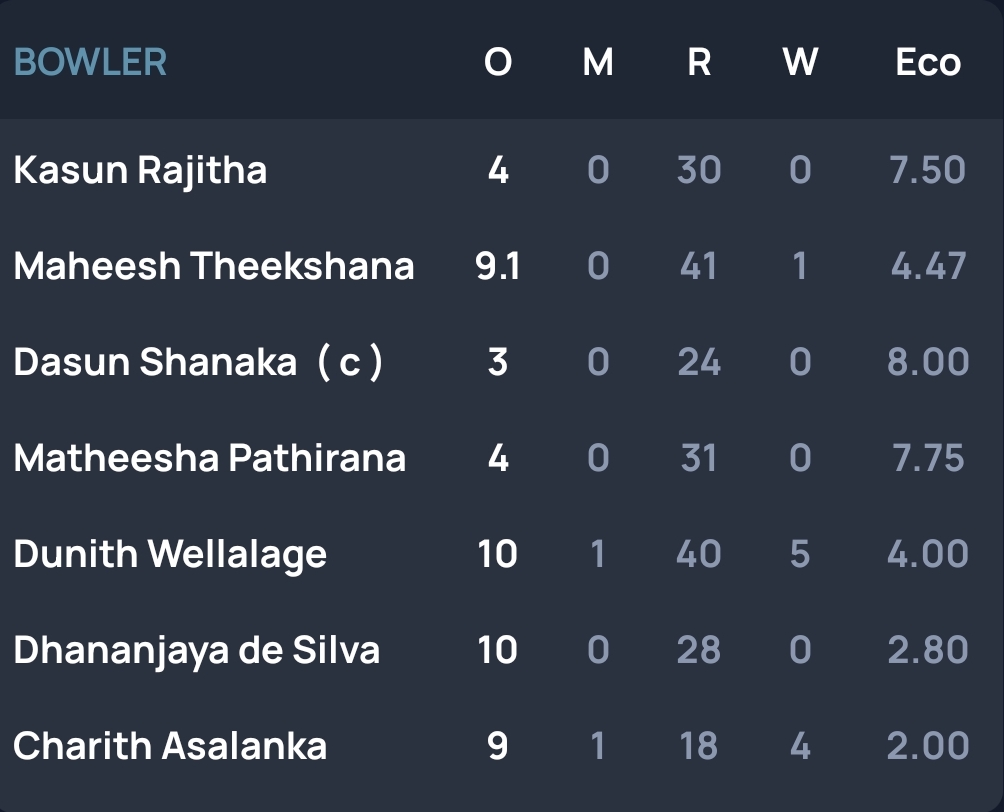 BOWLER O M R W Eco
Kasun Rajitha 4 0 30 0 7.50
Maheesh Theekshana 9.1 0 41 1 4.47
Dasun Shanaka ( c ) 3 0 24 0 8.00
Matheesha Pathirana 4 0 31 0 7.75
Dunith Wellalage 10 1 40 5 4.00
Dhananjaya de Silva 10 0 28 0 2.80
Charith Asalanka 9 1 18 4 2.00